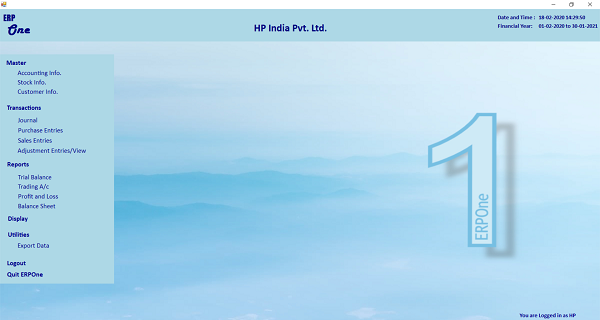 ERP
One
HP India Pvt. Ltd.
Date and Time : 18-02-2020 14:29:50
Financial Year: 01-02-2020 to 30-01-2021
Master
Accounting Info.
Stock Info.
Customer Info.
Transactions
Journal
Purchase Entries
Sales Entries
Adjustment Entries/View
Reports
Trial Balance
Trading A/c
Profit and Loss
Balance Sheet
Display
Utilities
Export Data
Logout
Quit ERPOne
1
ERPOne
You are Logged in as HP